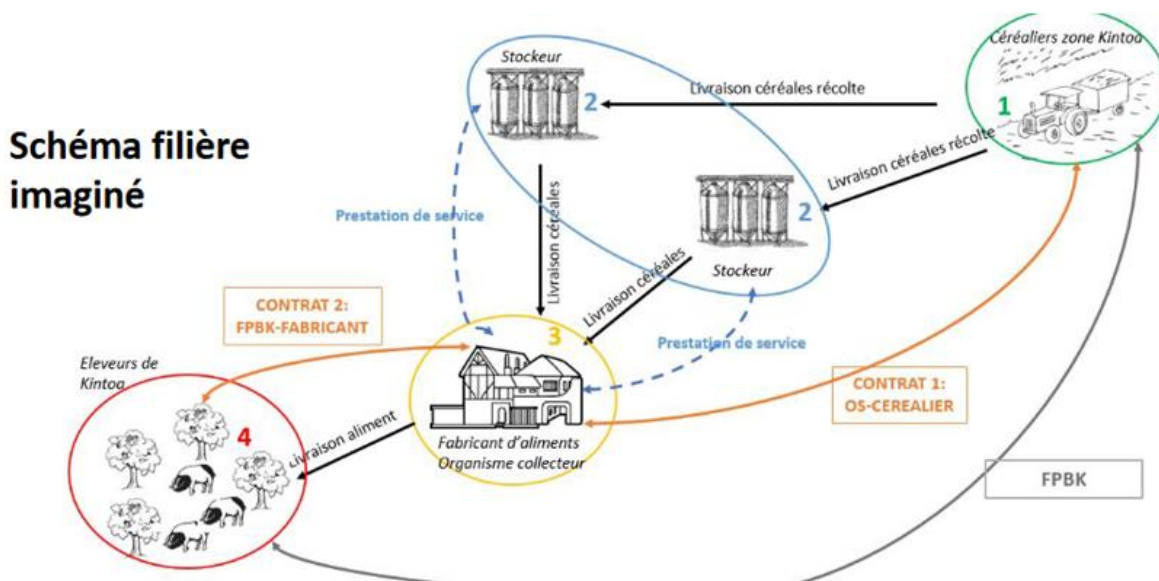 Schéma filière
imaginé
Stockeur
2
Livraison céréales récolte
Céréaliers zone Kintoa
1
Livraison céréales récolte
Prestation de service
Livraison céréales
2
Stockeur
Livraison céréales
CONTRAT 2:
FPBK-FABRICANT
3
Prestation de service
Eleveurs de
Kintoa
4
Livraison aliment
Fabricant d'aliments
Organisme collecteur
CONTRAT 1:
OS-CEREALIER
FPBK